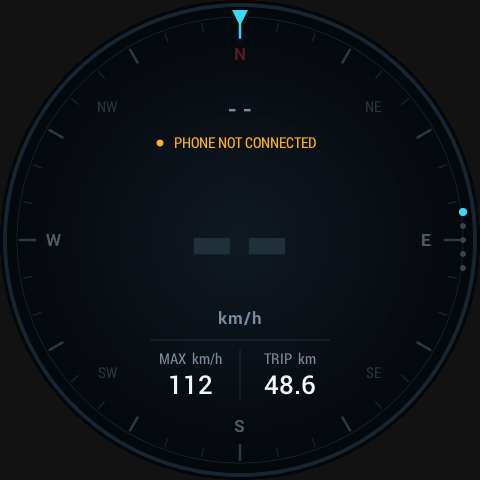 N
NW NE
--
PHONE NOT CONNECTED
W E
-- 
km/h
MAX km/h TRIP km
112 48.6
SW SE
S